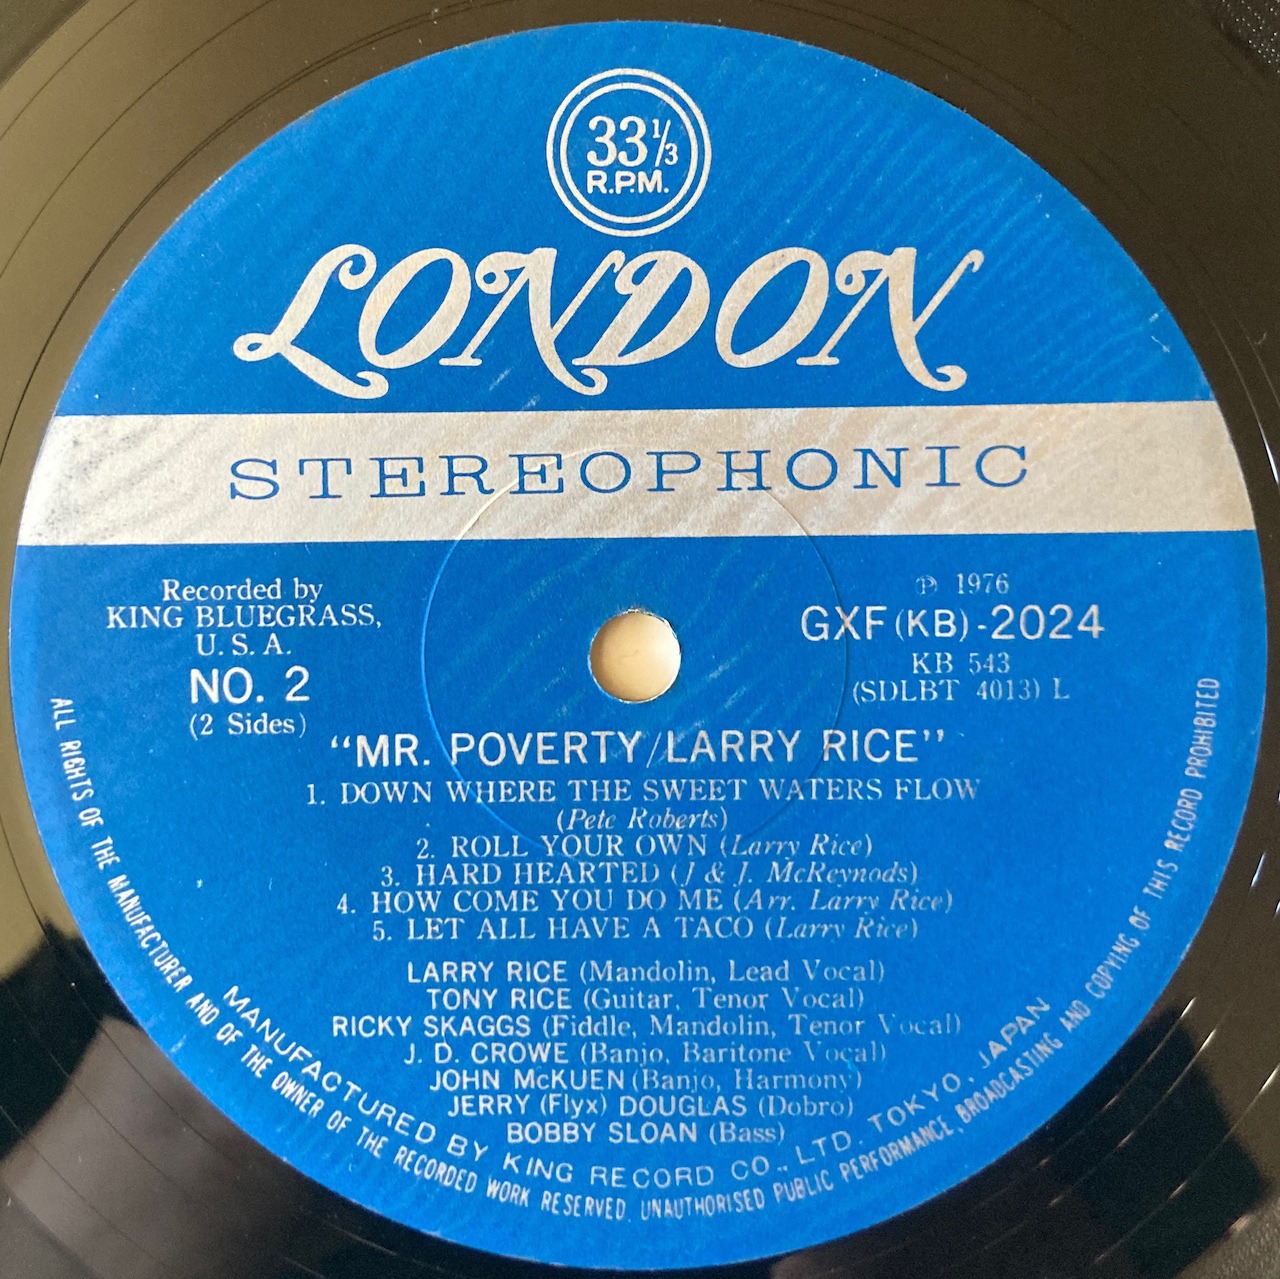 33⅓
R.P.M.
LONDON
STEREOPHONIC
Recorded by
KING BLUEGRASS,
U. S. A.
NO. 2
(2 Sides)
℗ 1976
GXF(KB)-2024
KB 543
(SDLBT 4013) L
“MR. POVERTY/LARRY RICE”
1. DOWN WHERE THE SWEET WATERS FLOW
(Pete Roberts)
2. ROLL YOUR OWN (Larry Rice)
3. HARD HEARTED (J & J. McReynods)
4. HOW COME YOU DO ME (Arr. Larry Rice)
5. LET ALL HAVE A TACO (Larry Rice)
LARRY RICE (Mandolin, Lead Vocal)
TONY RICE (Guitar, Tenor Vocal)
RICKY SKAGGS (Fiddle, Mandolin, Tenor Vocal)
J. D. CROWE (Banjo, Baritone Vocal)
JOHN McKUEN (Banjo, Harmony)
JERRY (Flyx) DOUGLAS (Dobro)
BOBBY SLOAN (Bass)
MANUFACTURED BY KING RECORD CO., LTD. TOKYO. JAPAN
ALL RIGHTS OF THE MANUFACTURER AND OF THE OWNER OF THE RECORDED WORK RESERVED. UNAUTHORISED PUBLIC PERFORMANCE, BROADCASTING AND COPYING OF THIS RECORD PROHIBITED